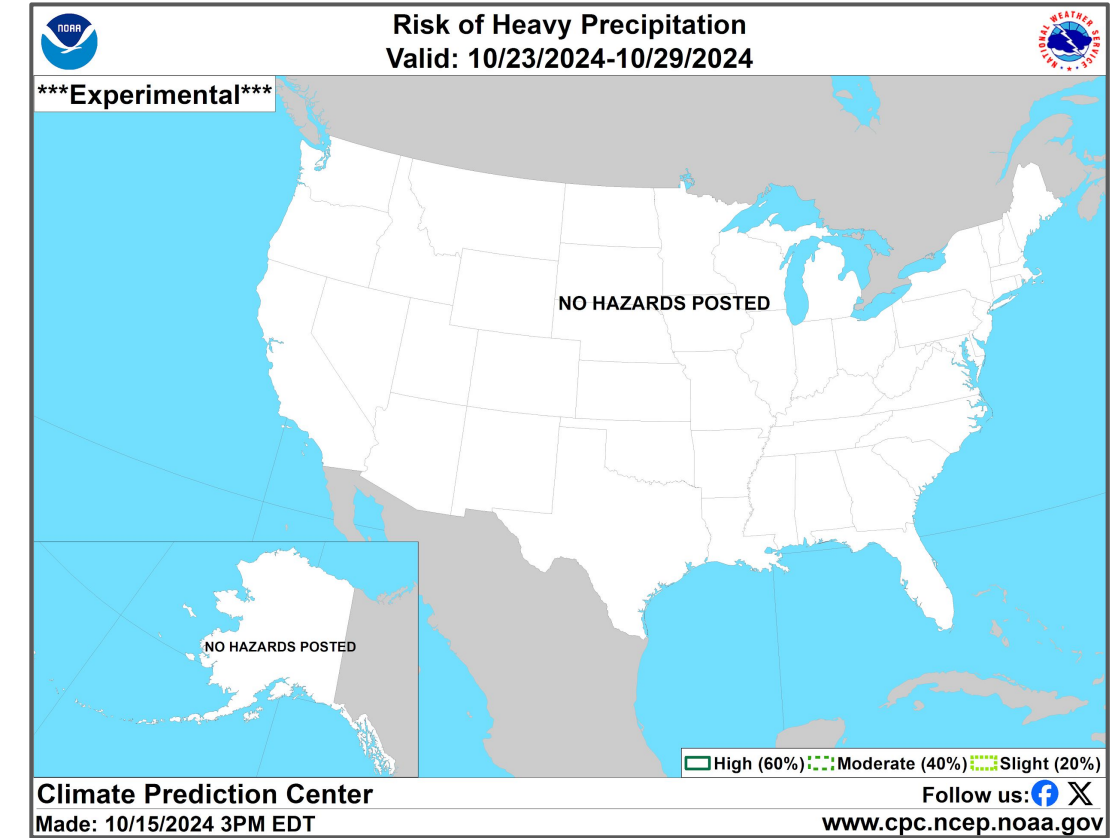 NOAA
Risk of Heavy Precipitation
Valid: 10/23/2024-10/29/2024
NATIONAL WEATHER SERVICE
***Experimental***
NO HAZARDS POSTED
NO HAZARDS POSTED
High (60%) Moderate (40%) Slight (20%)
Climate Prediction Center
Follow us:
Made: 10/15/2024 3PM EDT
www.cpc.ncep.noaa.gov